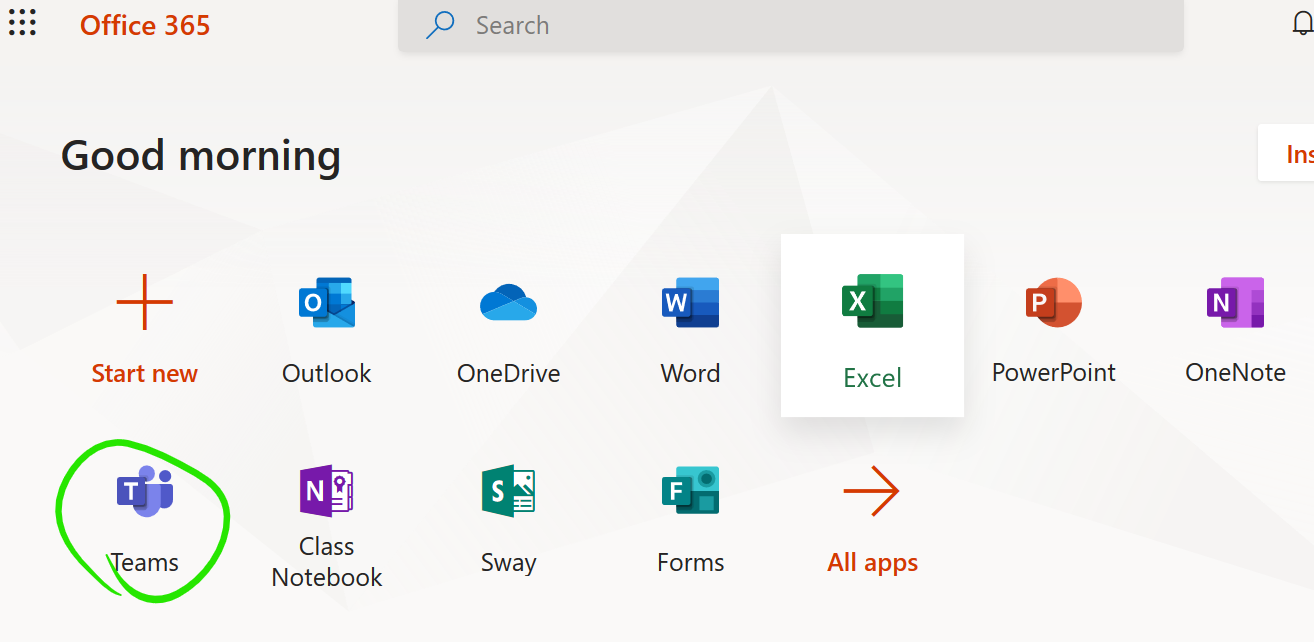 Office 365
Search
Good morning
Ins
Start new
Outlook
OneDrive
Word
Excel
PowerPoint
OneNote
Teams
Class
Notebook
Sway
Forms
All apps